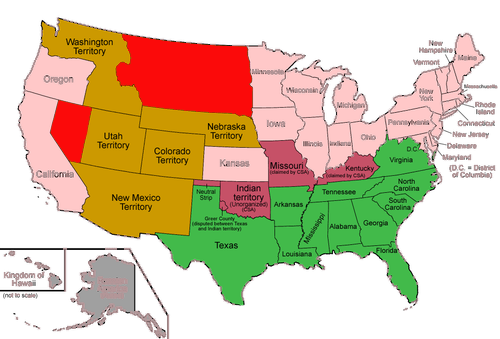 Washington
Territory
Oregon
California
Utah
Territory
Colorado
Territory
New Mexico
Territory
Nebraska
Territory
Kansas
Neutral
Strip
Indian
territory
(Unorganized)
(CSA)
Greer County
(disputed between Texas
and Indian territory)
Texas
Minnesota
Iowa
Missouri
(claimed by CSA)
Arkansas
Louisiana
Wisconsin
Illinois
Michigan
Indiana
Ohio
Kentucky
(claimed by CSA)
Tennessee
Mississippi
Alabama
Georgia
Florida
South
Carolina
North
Carolina
Virginia
D.C.
Pennsylvania
New
York
Vermont
New
Hampshire
Maine
Massachusetts
Rhode
Island
Connecticut
New Jersey
Delaware
Maryland
(D.C. = District
of Columbia)
Kingdom of
Hawaii
(not to scale)